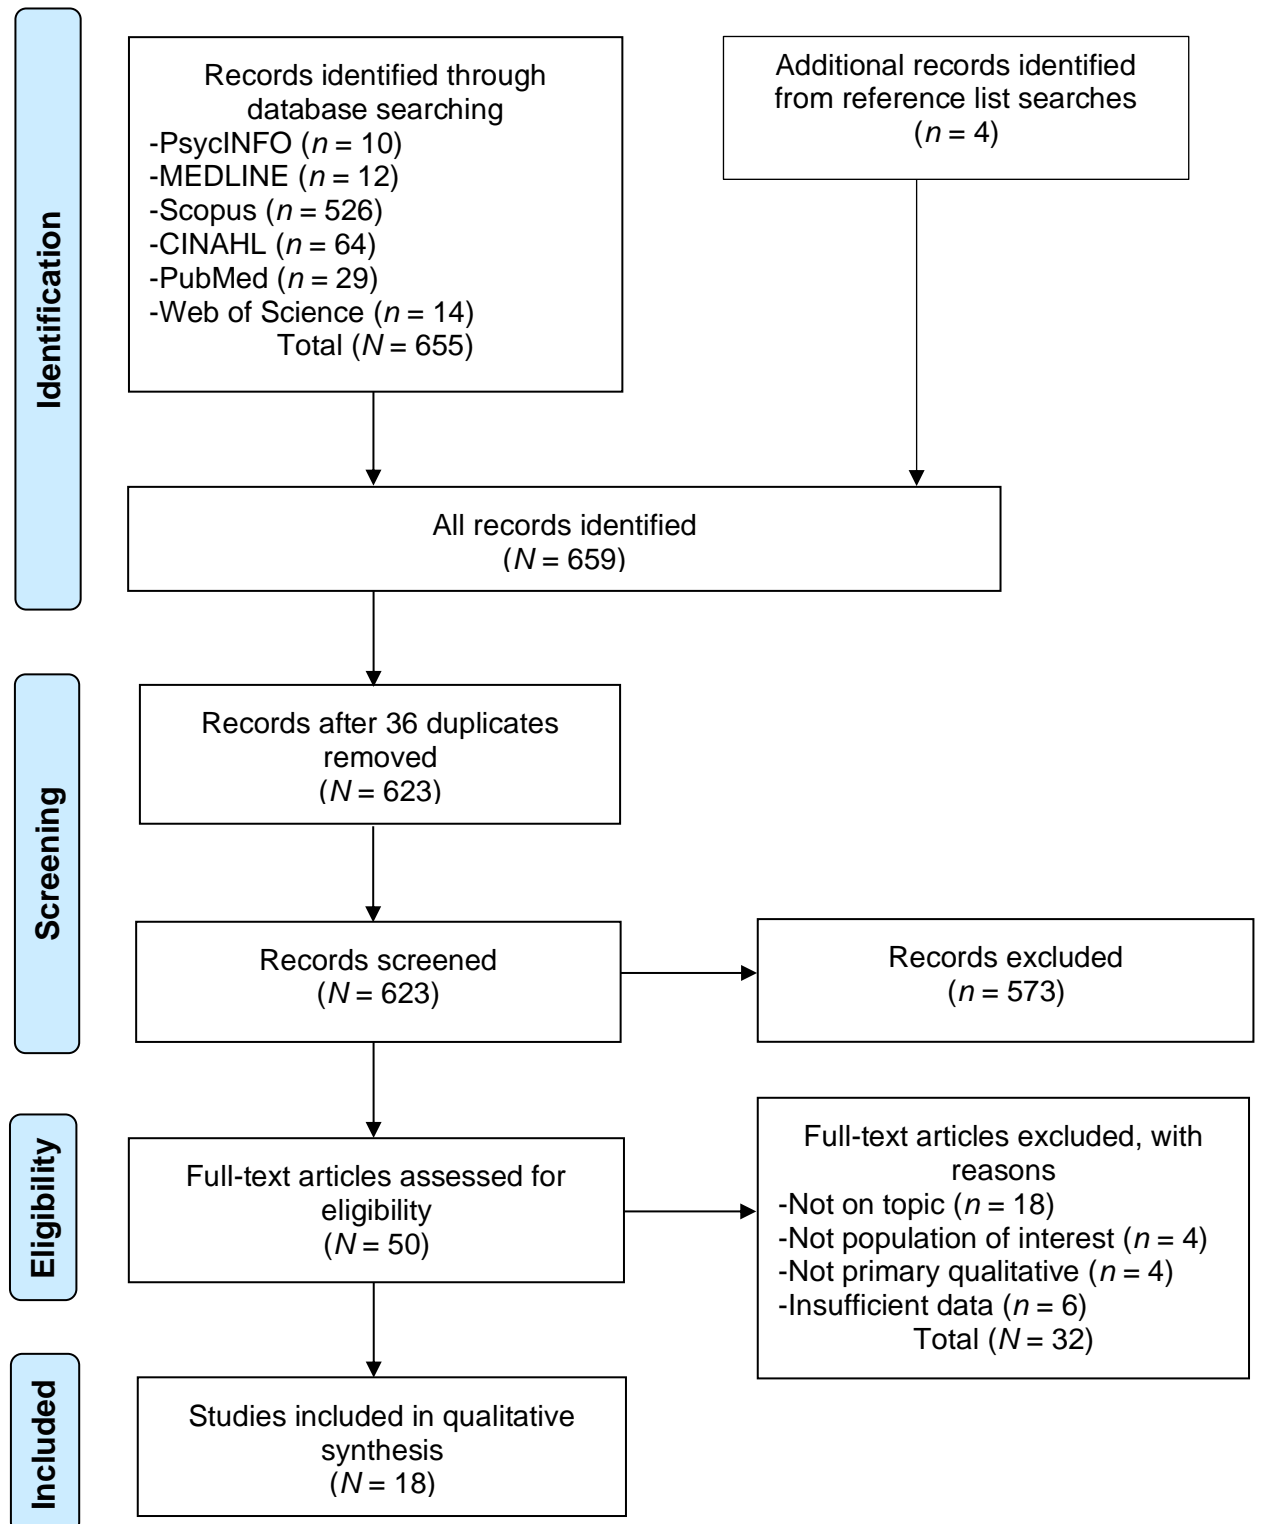 Identification
Records identified through
database searching
-PsycINFO (n = 10)
-MEDLINE (n = 12)
-Scopus (n = 526)
-CINAHL (n = 64)
-PubMed (n = 29)
-Web of Science (n = 14)
Total (N = 655)
Additional records identified
from reference list searches
(n = 4)
All records identified
(N = 659)
Screening
Records after 36 duplicates
removed
(N = 623)
Records screened
(N = 623)
Records excluded
(n = 573)
Eligibility
Full-text articles assessed for
eligibility
(N = 50)
Full-text articles excluded, with
reasons
-Not on topic (n = 18)
-Not population of interest (n = 4)
-Not primary qualitative (n = 4)
-Insufficient data (n = 6)
Total (N = 32)
Included
Studies included in qualitative
synthesis
(N = 18)